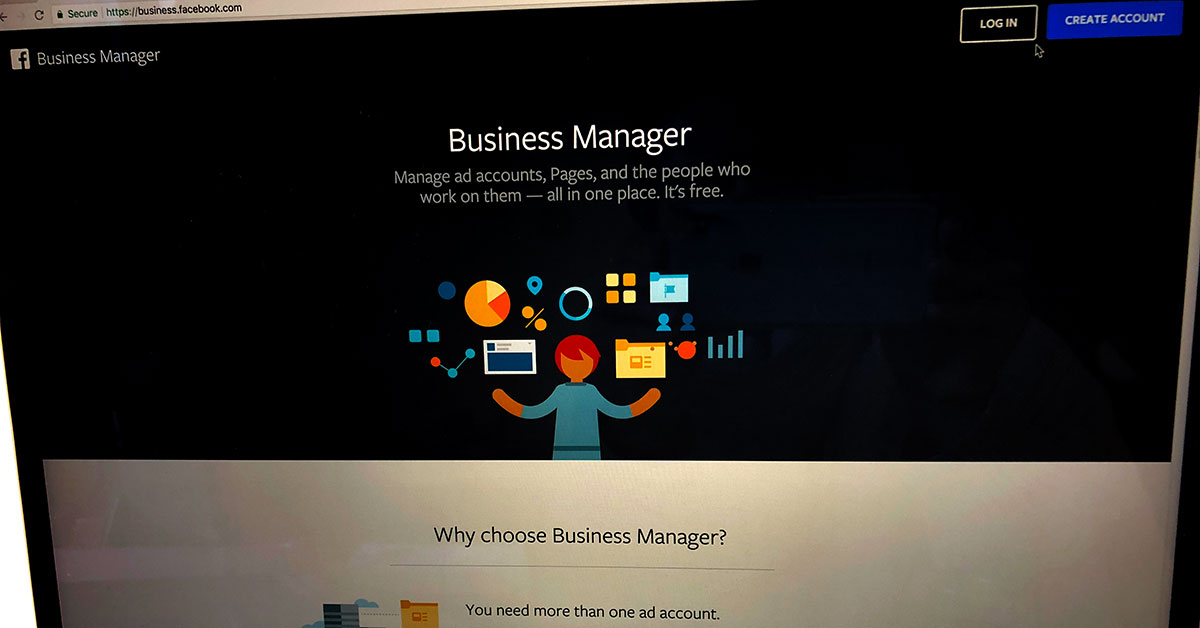 Secure https://business.facebook.com
LOG IN
CREATE ACCOUNT
f Business Manager
Business Manager
Manage ad accounts, Pages, and the people who
work on them — all in one place. It's free.
%
Why choose Business Manager?
You need more than one ad account.